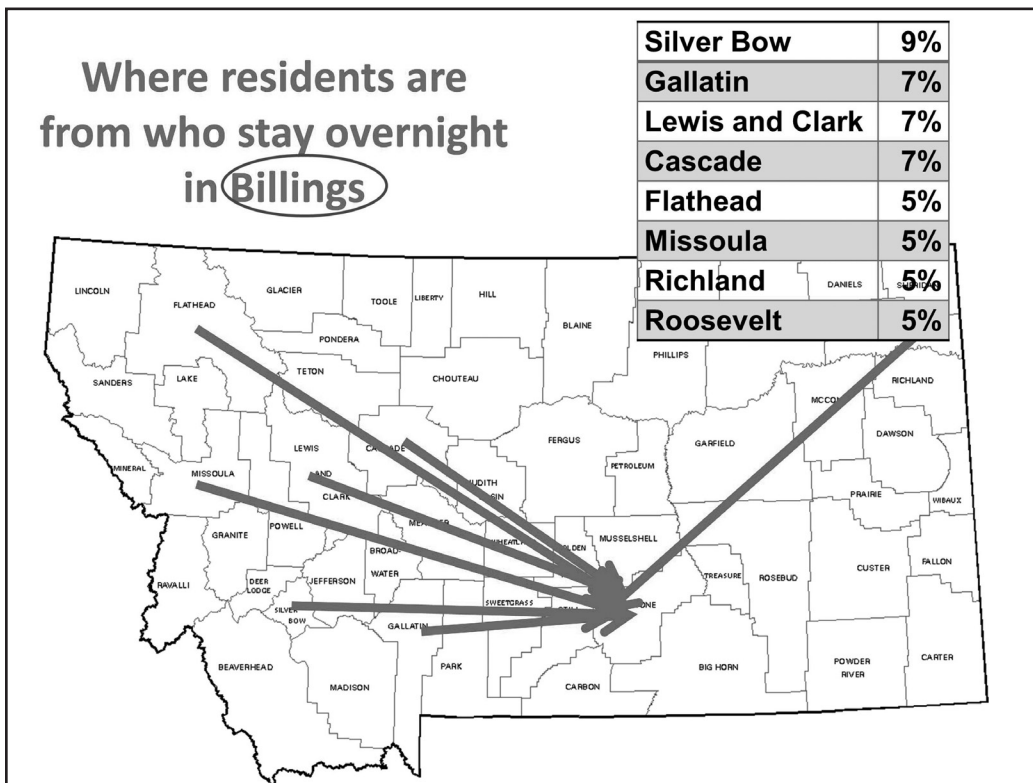 Where residents are
from who stay overnight
in Billings
Silver Bow 9%
Gallatin 7%
Lewis and Clark 7%
Cascade 7%
Flathead 5%
Missoula 5%
Richland 5%
Roosevelt 5%
LINCOLN
FLATHEAD
GLACIER
TOOLE
LIBERTY
HILL
BLAINE
PHILLIPS
DANIELS
SHERIDAN
PONDERA
TETON
CHOUTEAU
SANDERS
LAKE
RICHLAND
DAWSON
GARFIELD
FERGUS
PETROLEUM
MINERAL
MISSOULA
LEWIS
AND
CLARK
PRAIRIE
WIBAUX
GRANITE
POWELL
BROAD-
WATER
MUSSELSHELL
TREASURE
ROSEBUD
CUSTER
FALLON
RAVALLI
DEER
LODGE
JEFFERSON
SILVER
BOW
GALLATIN
SWEETGRASS
BEAVERHEAD
MADISON
PARK
CARBON
BIG HORN
POWDER
RIVER
CARTER